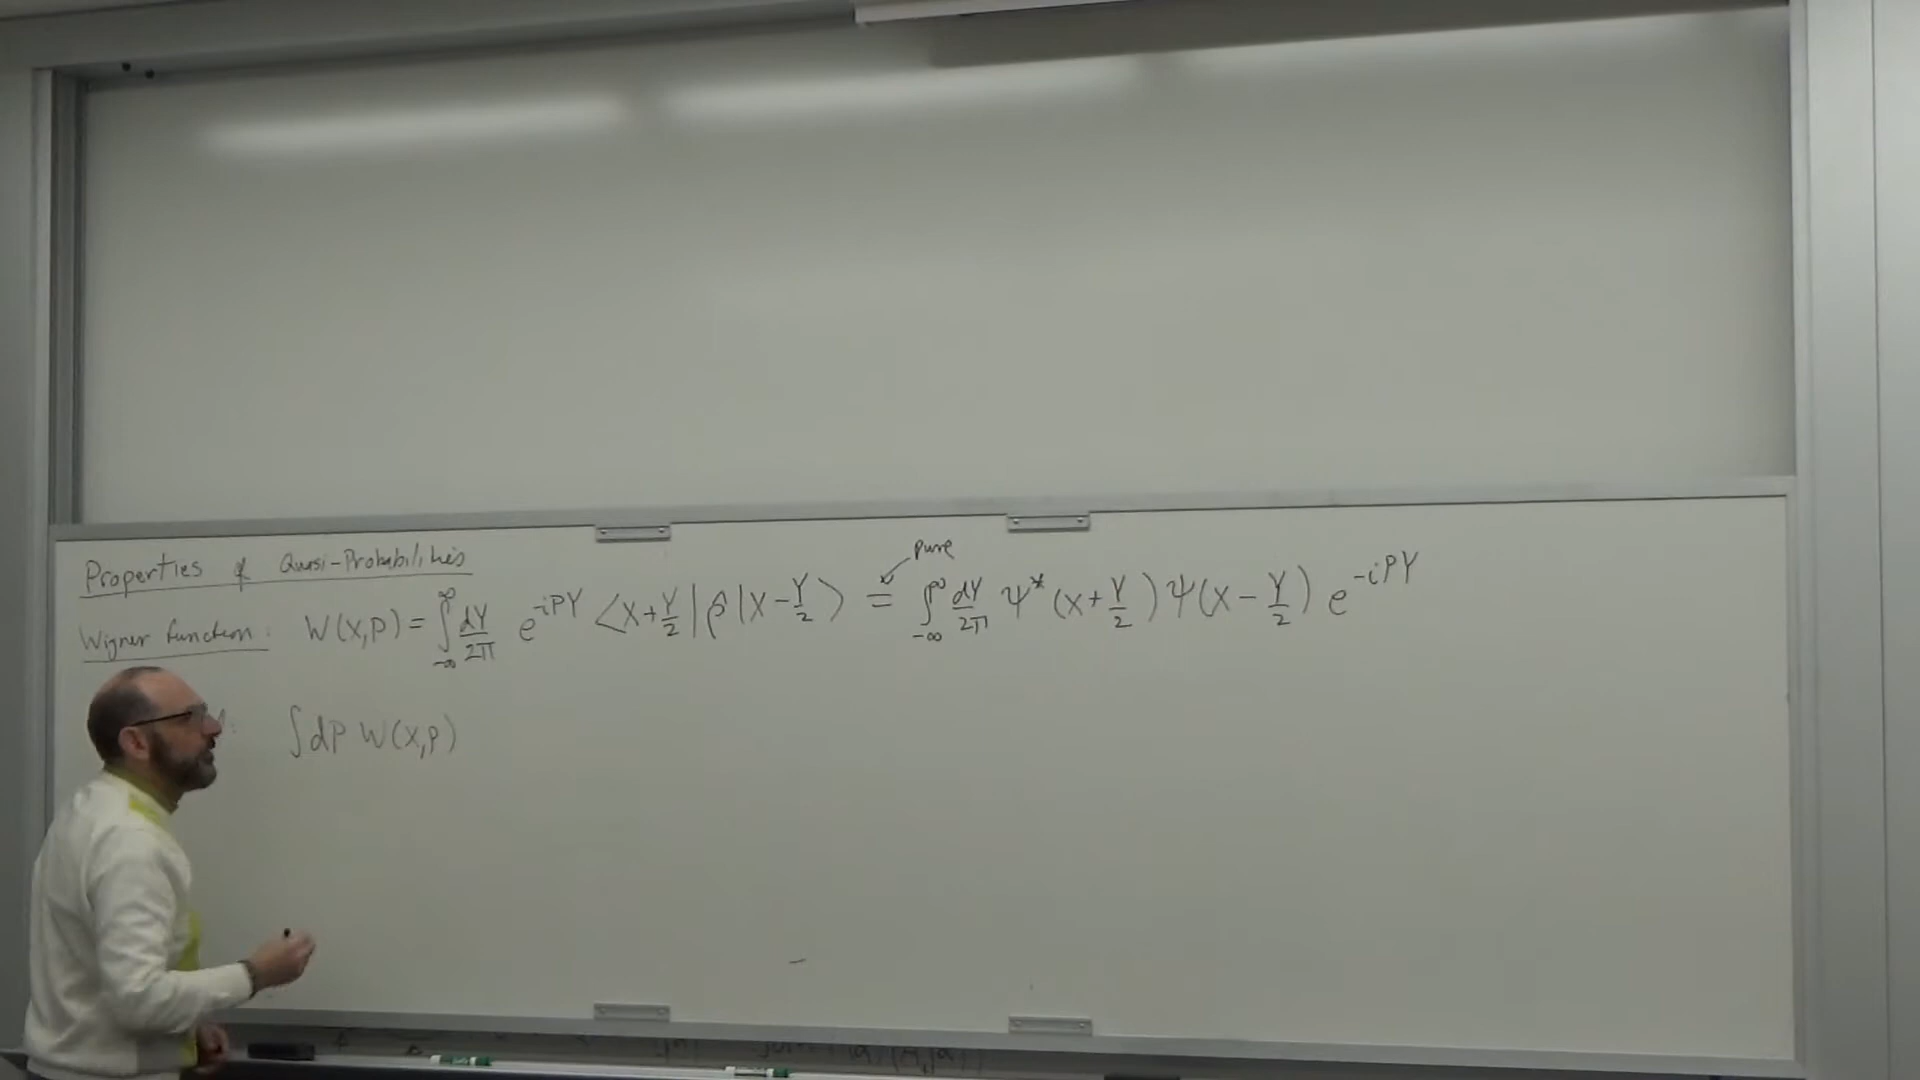 Properties of Quasi-Probabilities
pure
Wigner function: W(X,P) = ∫_{-∞}^{∞} dY/2π e^{-iPY} ⟨X+Y/2|ρ̂|X-Y/2⟩ = ∫_{-∞}^{∞} dY/2π Ψ*(X+Y/2)Ψ(X-Y/2) e^{-iPY}
∫dP W(X,P)